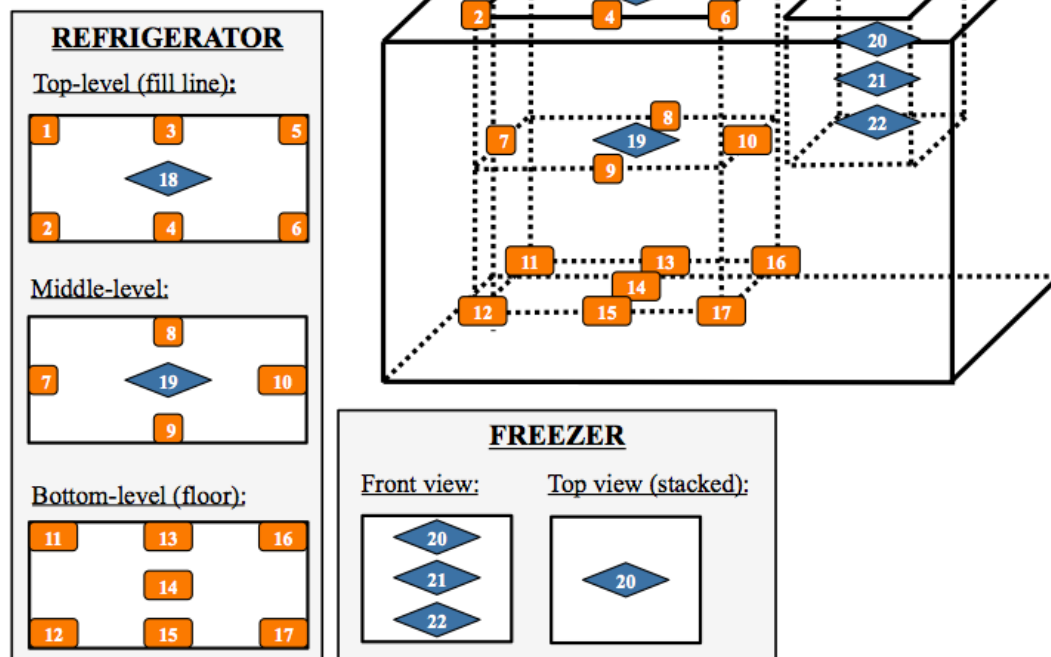 REFRIGERATOR
Top-level (fill line):
1 3 5
18
2 4 6
Middle-level:
8
7 19 10
9
Bottom-level (floor):
11 13 16
14
12 15 17
2 4 6
20
21
22
8
7 19 10
9
11 13 16
14
12 15 17
FREEZER
Front view: Top view (stacked):
20
21 20
22